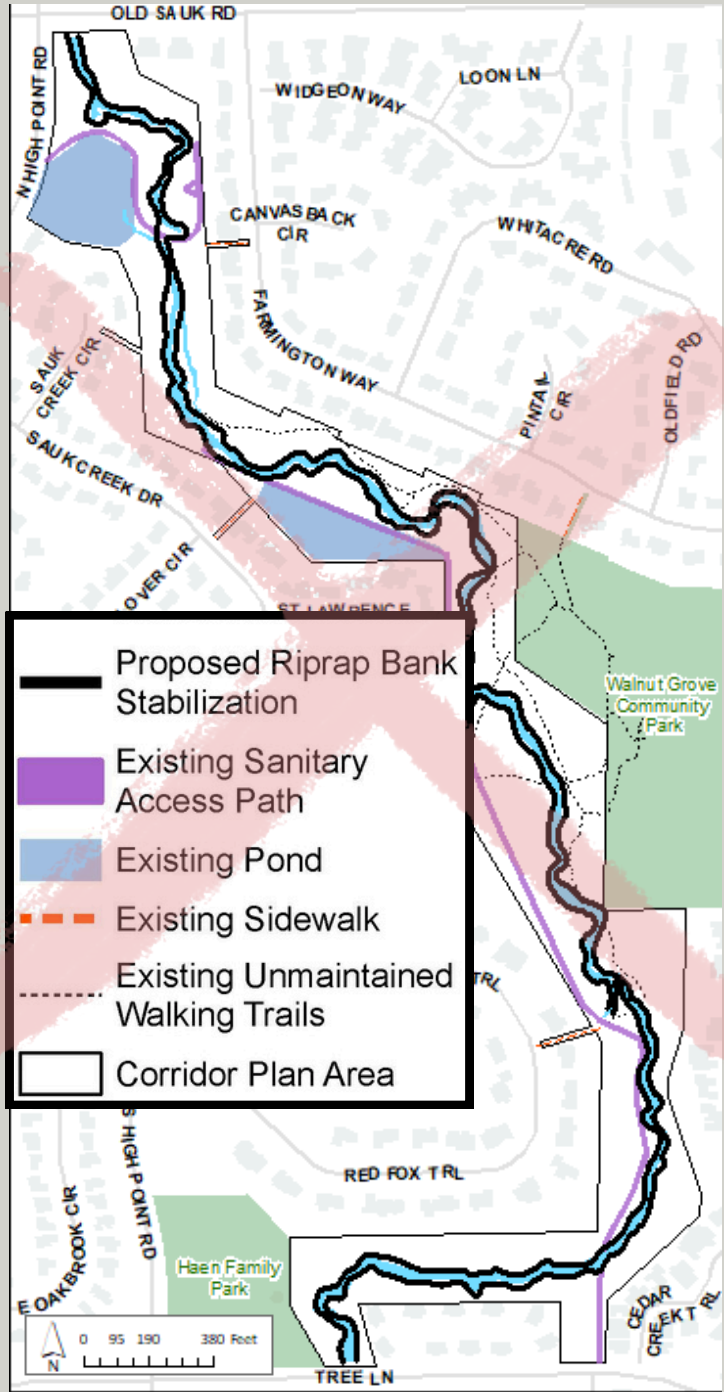 OLD SAUK RD
N HIGH POINT RD
WIDGEON WAY
LOON LN
CANVASBACK
CIR
WHITACRE RD
FARMINGTON WAY
SAUK
CREEK CIR
PINTAIL
CIR
OLDFIELD RD
SAUKCREEK DR
LOVER CIR
ST LAWRENCE
Walnut Grove
Community
Park
Proposed Riprap Bank
Stabilization
Existing Sanitary
Access Path
Existing Pond
Existing Sidewalk
Existing Unmaintained
Walking Trails
Corridor Plan Area
TRL
S HIGH POINT RD
RED FOX TRL
E OAKBROOK CIR
Haen Family
Park
CEDAR
CREEK TRL
N
0 95 190 380 Feet
TREE LN